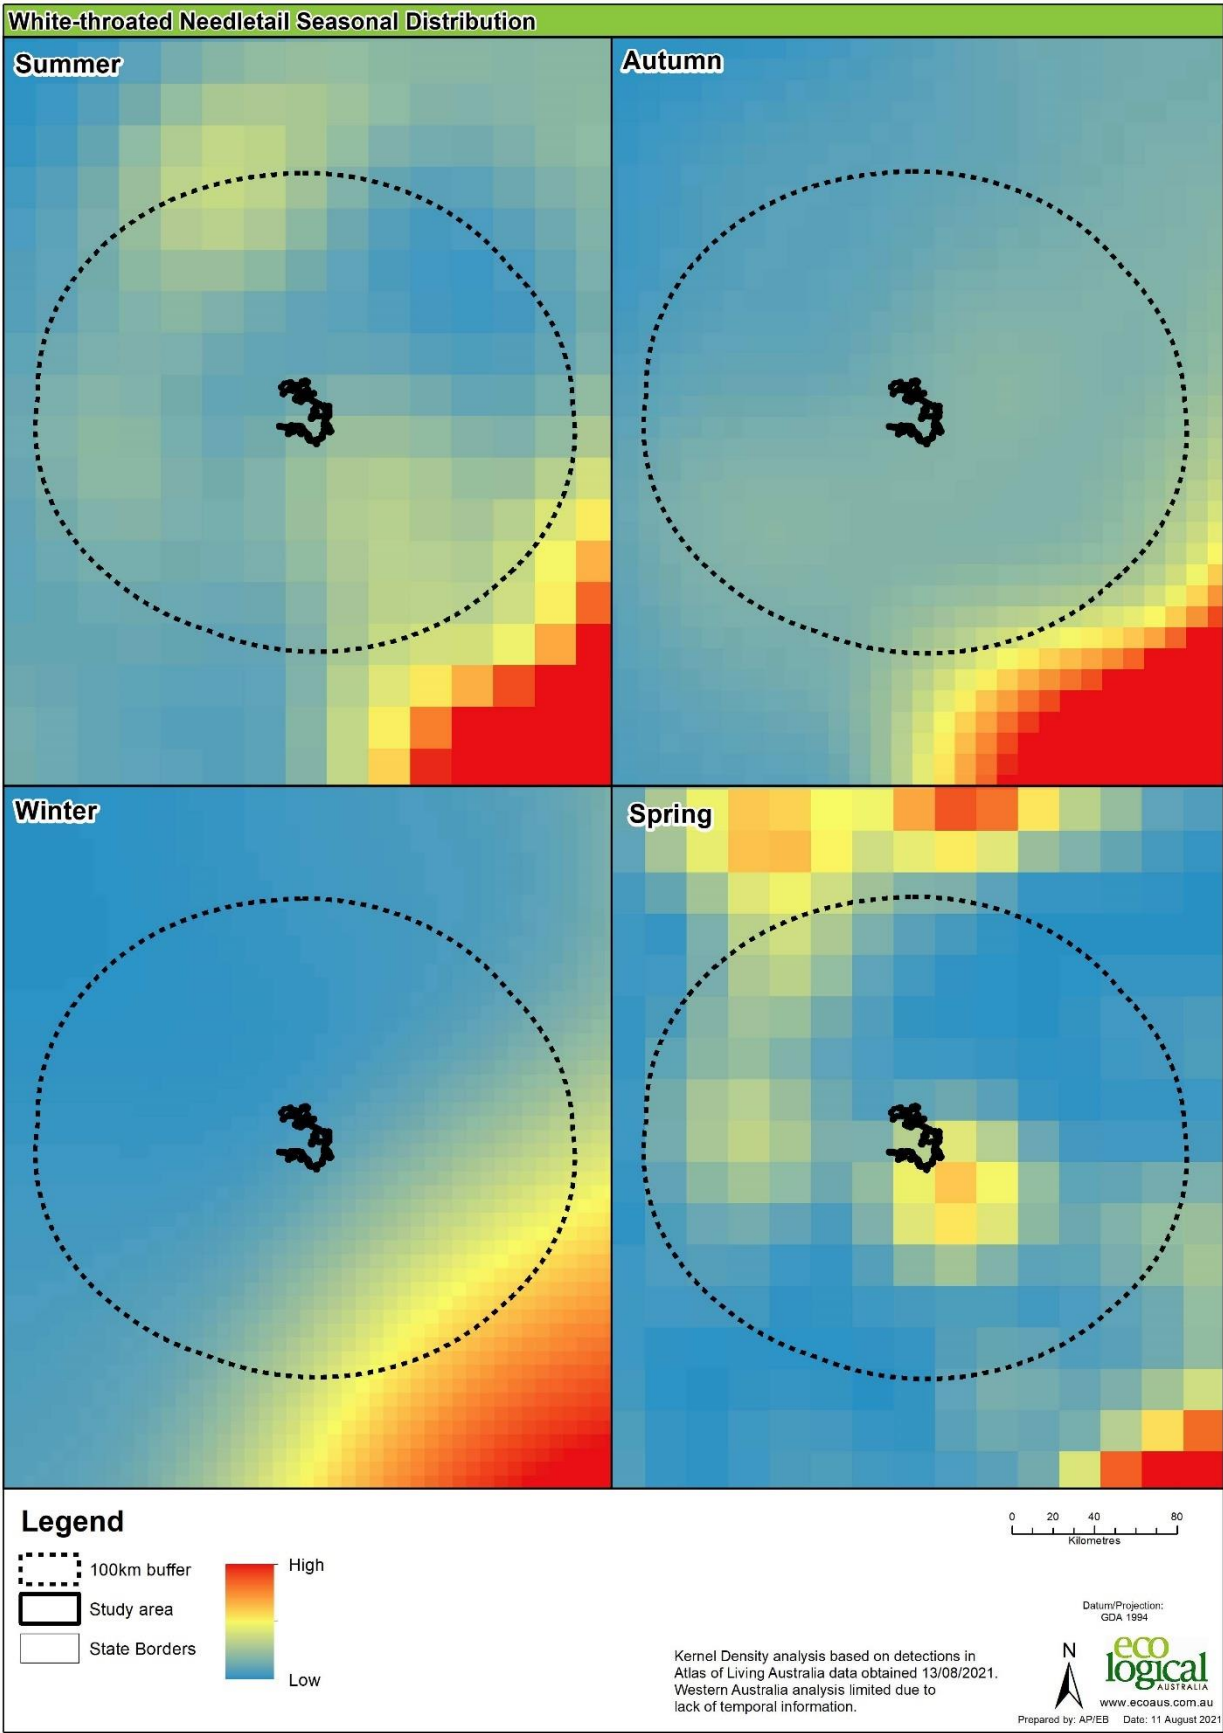 White-throated Needletail Seasonal Distribution
Summer
Autumn
Winter
Spring
Legend
100km buffer
Study area
State Borders
High
Low
0 20 40 80
Kilometres
Datum/Projection:
GDA 1994
Kernel Density analysis based on detections in
Atlas of Living Australia data obtained 13/08/2021.
Western Australia analysis limited due to
lack of temporal information.
N
eco
logical
AUSTRALIA
www.ecoaus.com.au
Prepared by: AP/EB Date: 11 August 2021